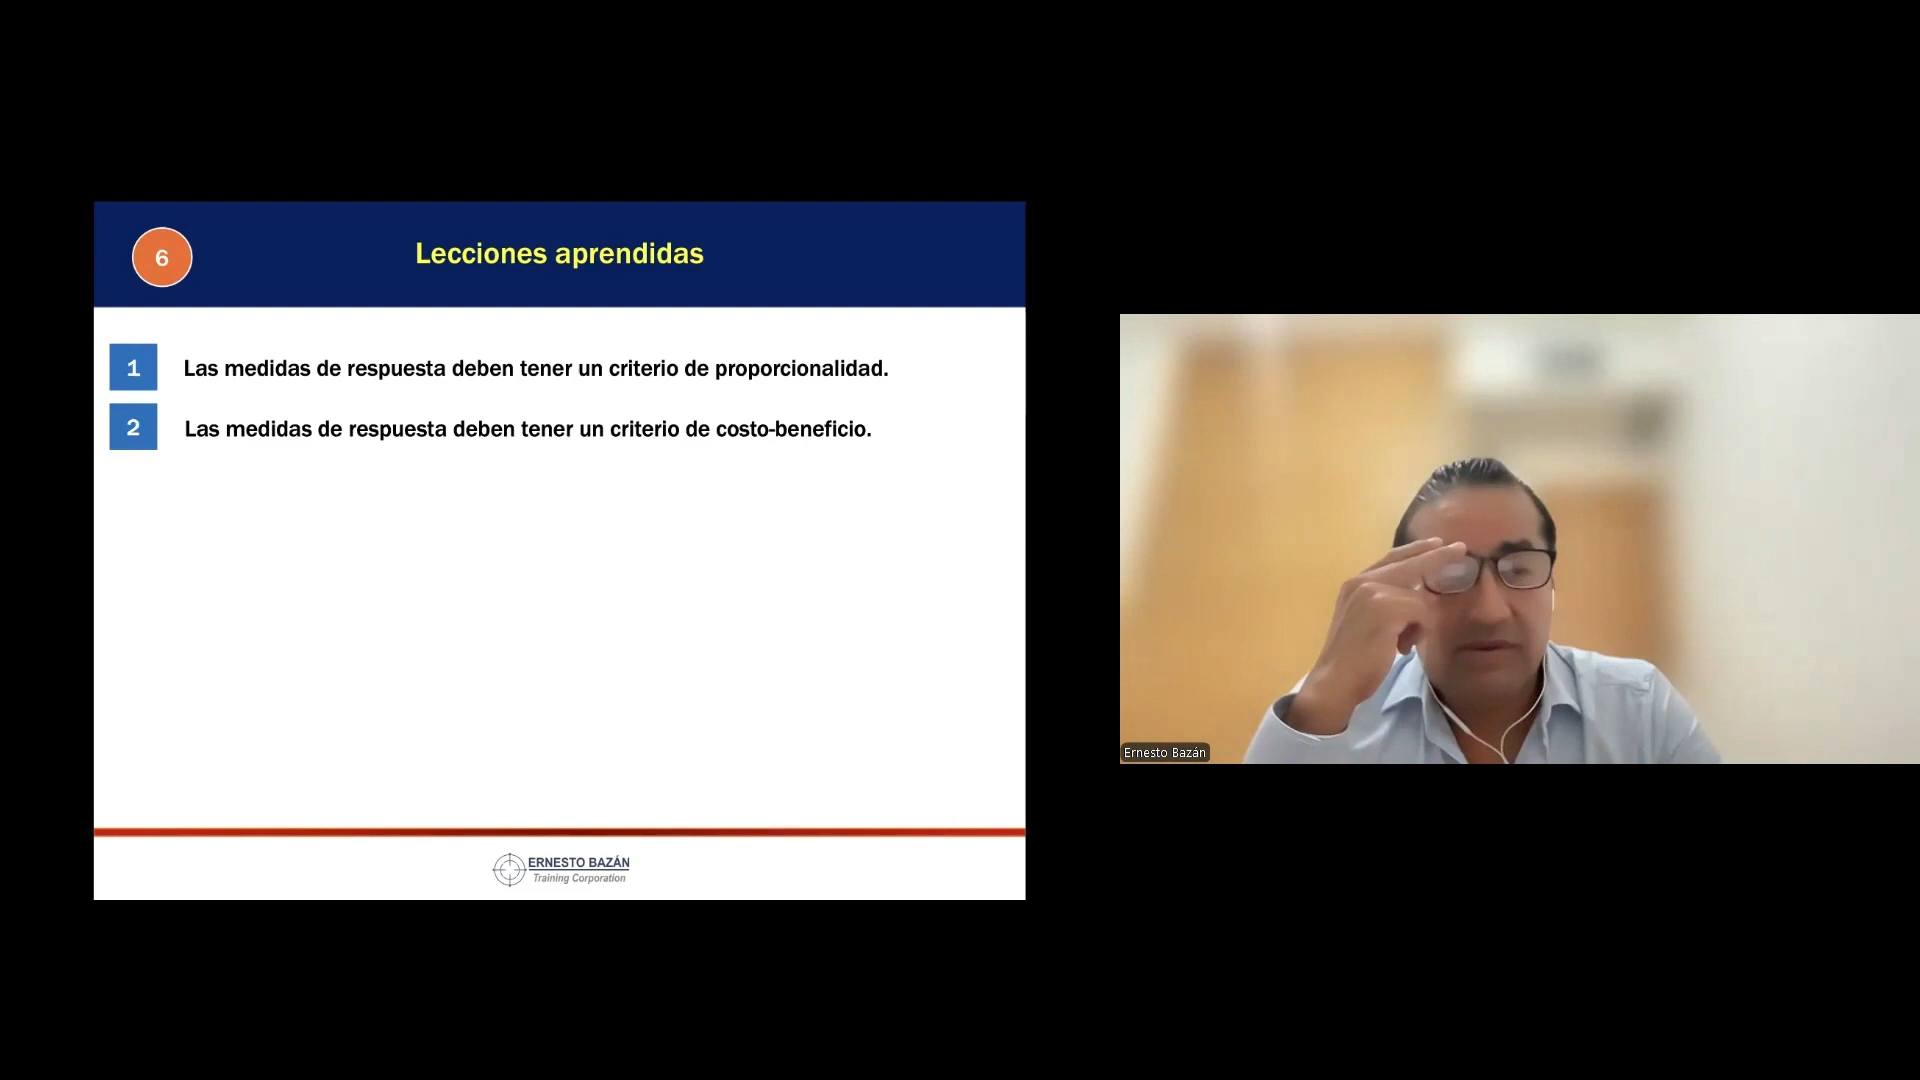 6
Lecciones aprendidas
1
Las medidas de respuesta deben tener un criterio de proporcionalidad.
2
Las medidas de respuesta deben tener un criterio de costo-beneficio.
ERNESTO BAZÁN
Training Corporation
Ernesto Bazán